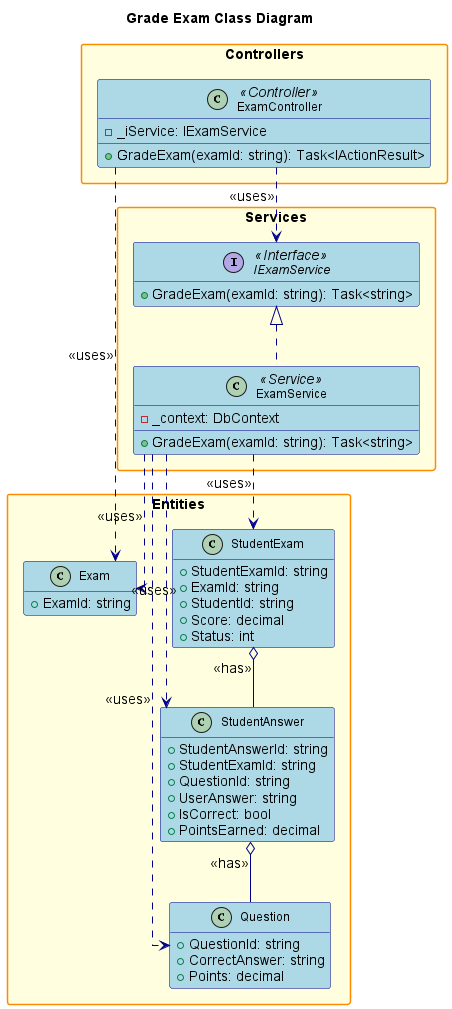 Grade Exam Class Diagram
Controllers
C
«Controller»
ExamController
_iService: IExamService
GradeExam(examId: string): Task<IActionResult>
«uses»
Services
I
«Interface»
IExamService
GradeExam(examId: string): Task<string>
«uses»
C
«Service»
ExamService
_context: DbContext
GradeExam(examId: string): Task<string>
«uses»
Entities
«uses»
C StudentExam
StudentExamId: string
ExamId: string
StudentId: string
Score: decimal
Status: int
C Exam
ExamId: string
«uses»
«has»
«uses»
C StudentAnswer
StudentAnswerId: string
StudentExamId: string
QuestionId: string
UserAnswer: string
IsCorrect: bool
PointsEarned: decimal
«has»
C Question
QuestionId: string
CorrectAnswer: string
Points: decimal